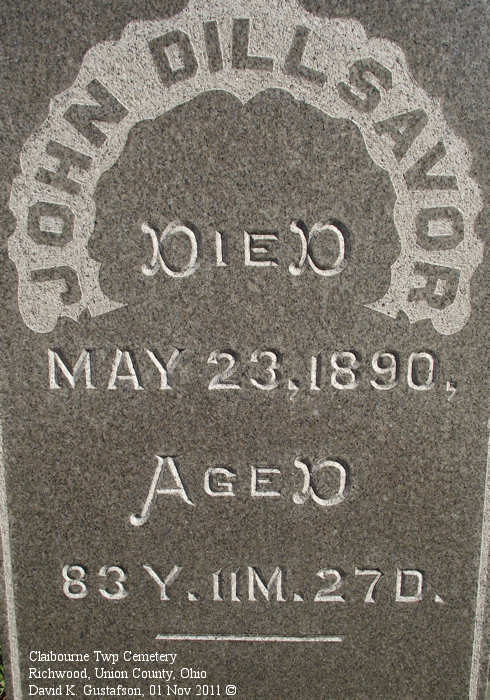 JOHN DILLSAVOR
DIED
MAY 23, 1890,
AGED
83 Y. 11 M. 27 D.
Claibourne Twp Cemetery
Richwood, Union County, Ohio
David K. Gustafson, 01 Nov 2011 ©